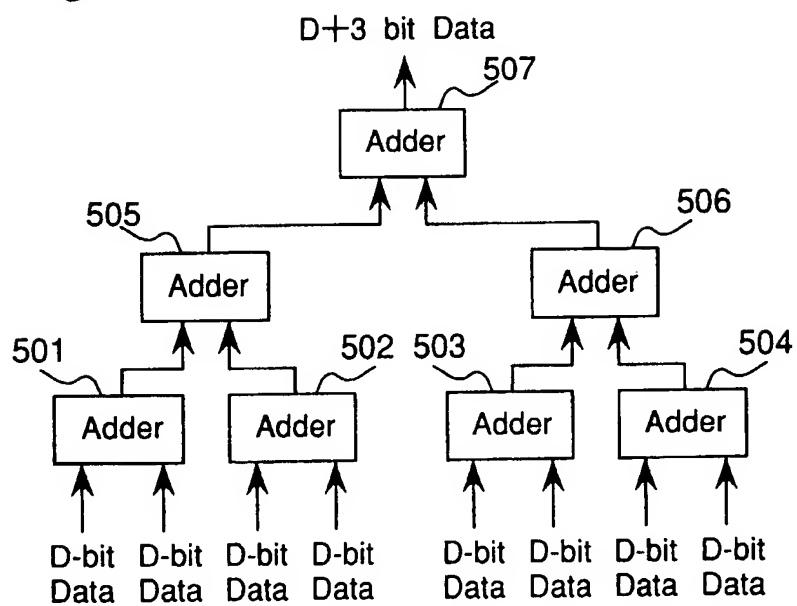 D+3 bit Data
507
Adder
505
506
Adder
Adder
501
502
503
504
Adder
Adder
Adder
Adder
D-bit D-bit D-bit D-bit D-bit D-bit D-bit D-bit
Data Data Data Data Data Data Data Data